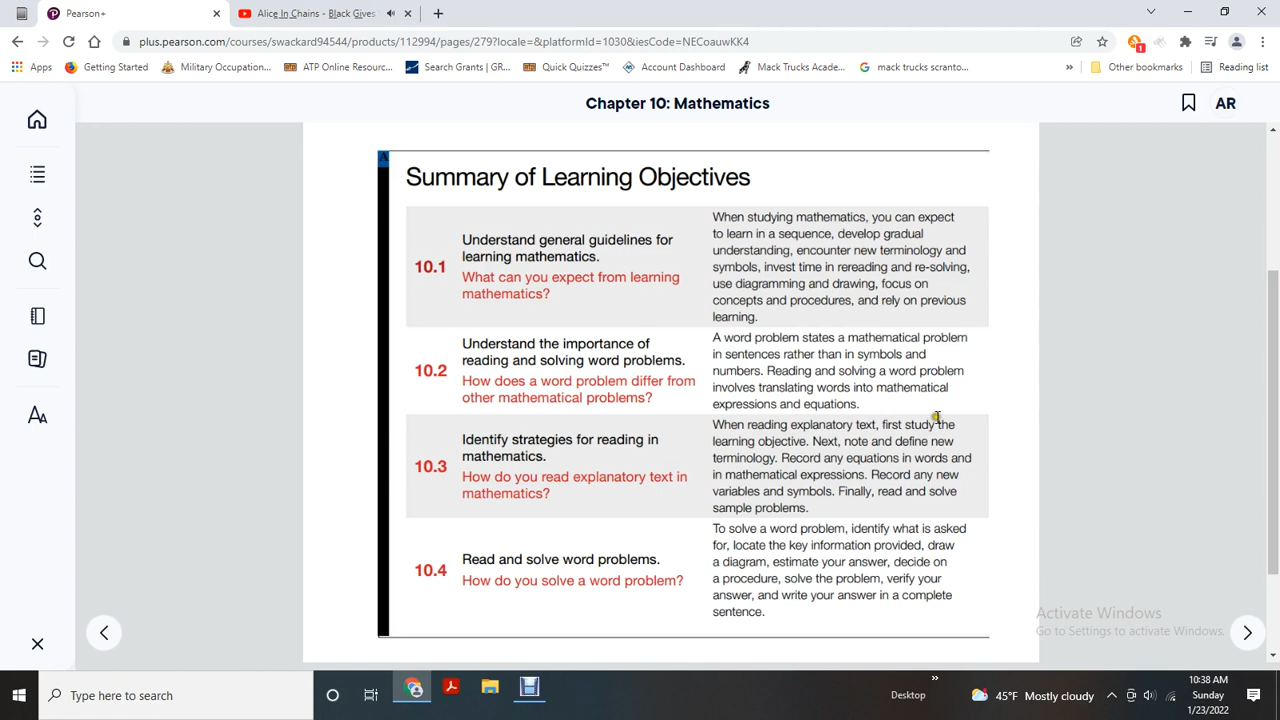 Pearson+
Alice In Chains - Black Gives
plus.pearson.com/courses/swackard94544/products/112994/pages/279?locale=&platformId=1030&iesCode=NECoauwKK4
1
Apps
Getting Started
Military Occupation...
ATP Online Resourc...
Search Grants | GR...
Quick Quizzes™
Account Dashboard
Mack Trucks Acade...
mack trucks scranto...
»
Other bookmarks
Reading list
Chapter 10: Mathematics
AR
A
Summary of Learning Objectives
10.1
Understand general guidelines for
learning mathematics.
What can you expect from learning
mathematics?
When studying mathematics, you can expect
to learn in a sequence, develop gradual
understanding, encounter new terminology and
symbols, invest time in rereading and re-solving,
use diagramming and drawing, focus on
concepts and procedures, and rely on previous
learning.
10.2
Understand the importance of
reading and solving word problems.
How does a word problem differ from
other mathematical problems?
A word problem states a mathematical problem
in sentences rather than in symbols and
numbers. Reading and solving a word problem
involves translating words into mathematical
expressions and equations.
10.3
Identify strategies for reading in
mathematics.
How do you read explanatory text in
mathematics?
When reading explanatory text, first study the
learning objective. Next, note and define new
terminology. Record any equations in words and
in mathematical expressions. Record any new
variables and symbols. Finally, read and solve
sample problems.
10.4
Read and solve word problems.
How do you solve a word problem?
To solve a word problem, identify what is asked
for, locate the key information provided, draw
a diagram, estimate your answer, decide on
a procedure, solve the problem, verify your
answer, and write your answer in a complete
sentence.
AA
Activate Windows
Go to Settings to activate Windows.
Type here to search
Desktop
»
45°F Mostly cloudy
10:38 AM
Sunday
1/23/2022